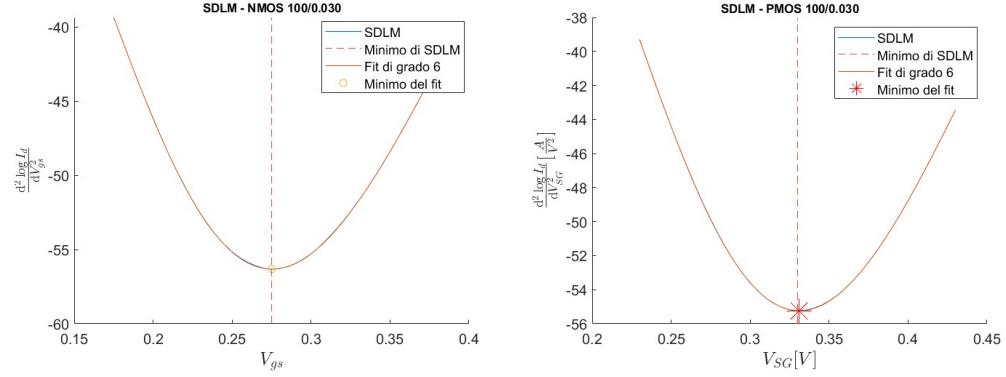 SDLM - NMOS 100/0.030
SDLM
Minimo di SDLM
Fit di grado 6
Minimo del fit
-40
-45
-50
-55
-60
0.15 0.2 0.25 0.3 0.35 0.4
d² log I_d / dV²_gs
V_gs
SDLM - PMOS 100/0.030
SDLM
Minimo di SDLM
Fit di grado 6
Minimo del fit
-38
-40
-42
-44
-46
-48
-50
-52
-54
-56
0.2 0.25 0.3 0.35 0.4 0.45
d² log I_d / dV²_SG [A/V²]
V_SG[V]